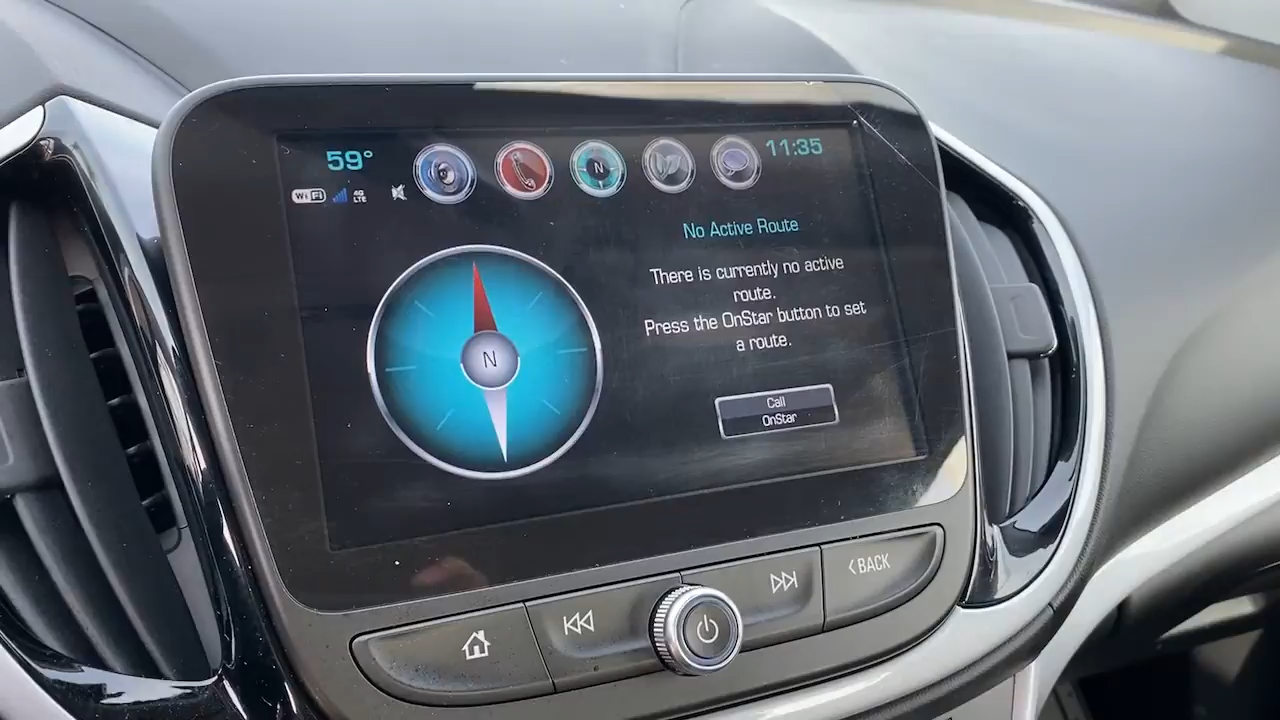 59°
N
11:35
WiFi
4G
LTE
No Active Route
There is currently no active
route.
Press the OnStar button to set
a route.
N
Call
OnStar
<BACK